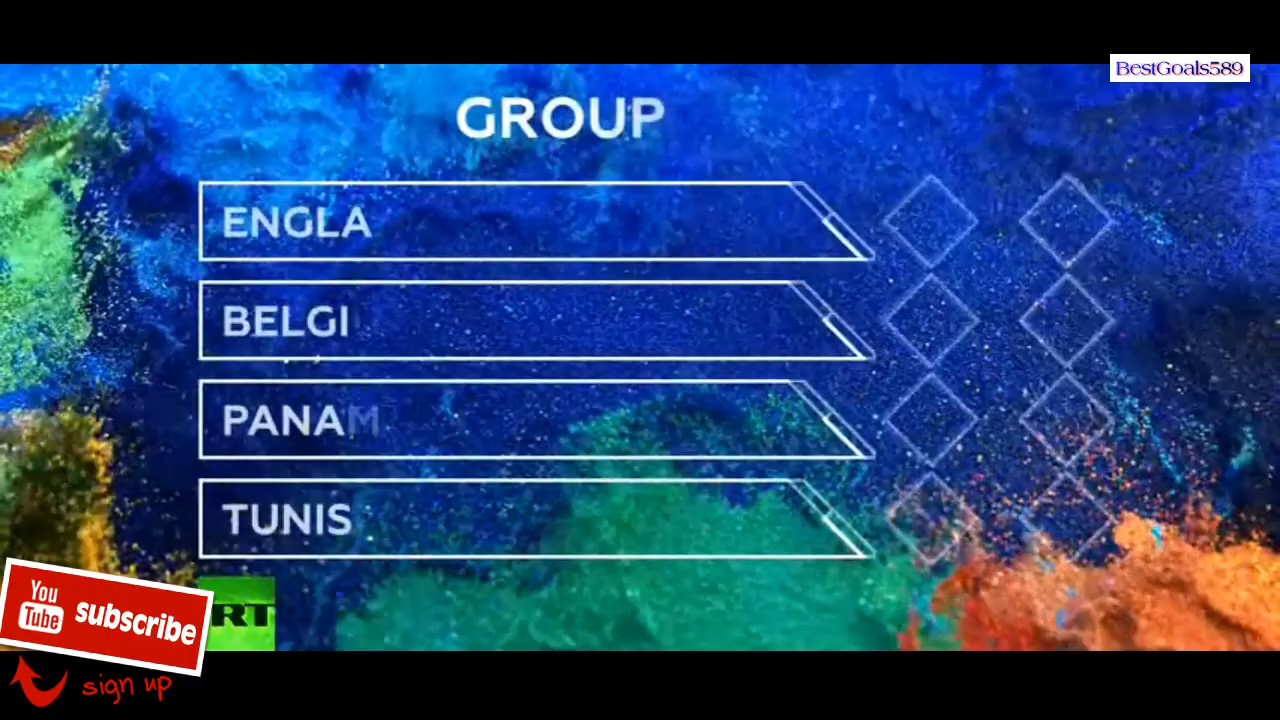 BestGoals589
GROUP
ENGLA
BELGI
PANAM
TUNIS
You
Tube
subscribe
RT
sign up